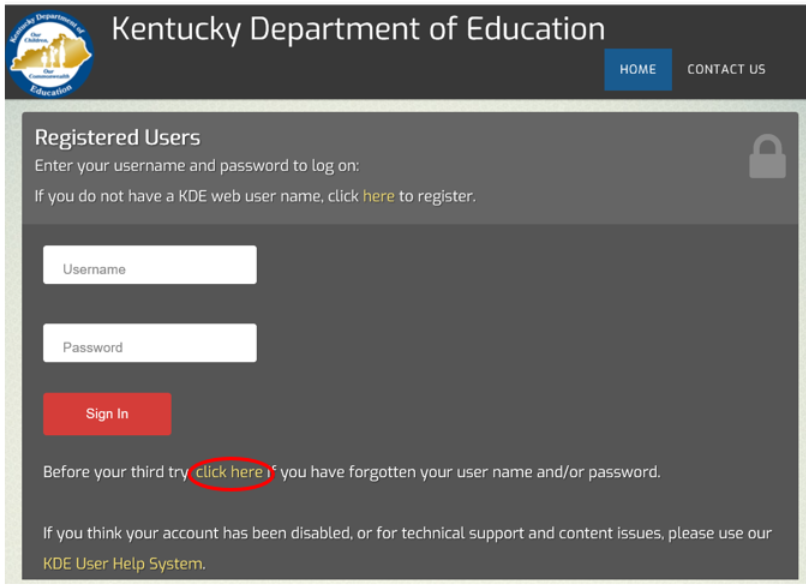 Kentucky Department of
Our
Children,
Our
Commonwealth
Education
Kentucky Department of Education
HOME CONTACT US
Registered Users
Enter your username and password to log on:
If you do not have a KDE web user name, click here to register.
Username
Password
Sign In
Before your third try, click here if you have forgotten your user name and/or password.
If you think your account has been disabled, or for technical support and content issues, please use our
KDE User Help System.